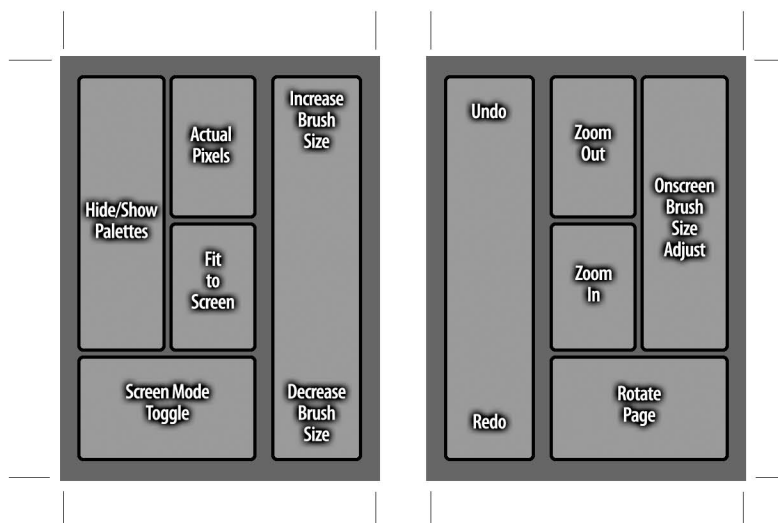 Hide/Show
Palettes
Actual
Pixels
Fit
to
Screen
Screen Mode
Toggle
Increase
Brush
Size
Decrease
Brush
Size
Undo
Redo
Zoom
Out
Zoom
In
Onscreen
Brush
Size
Adjust
Rotate
Page